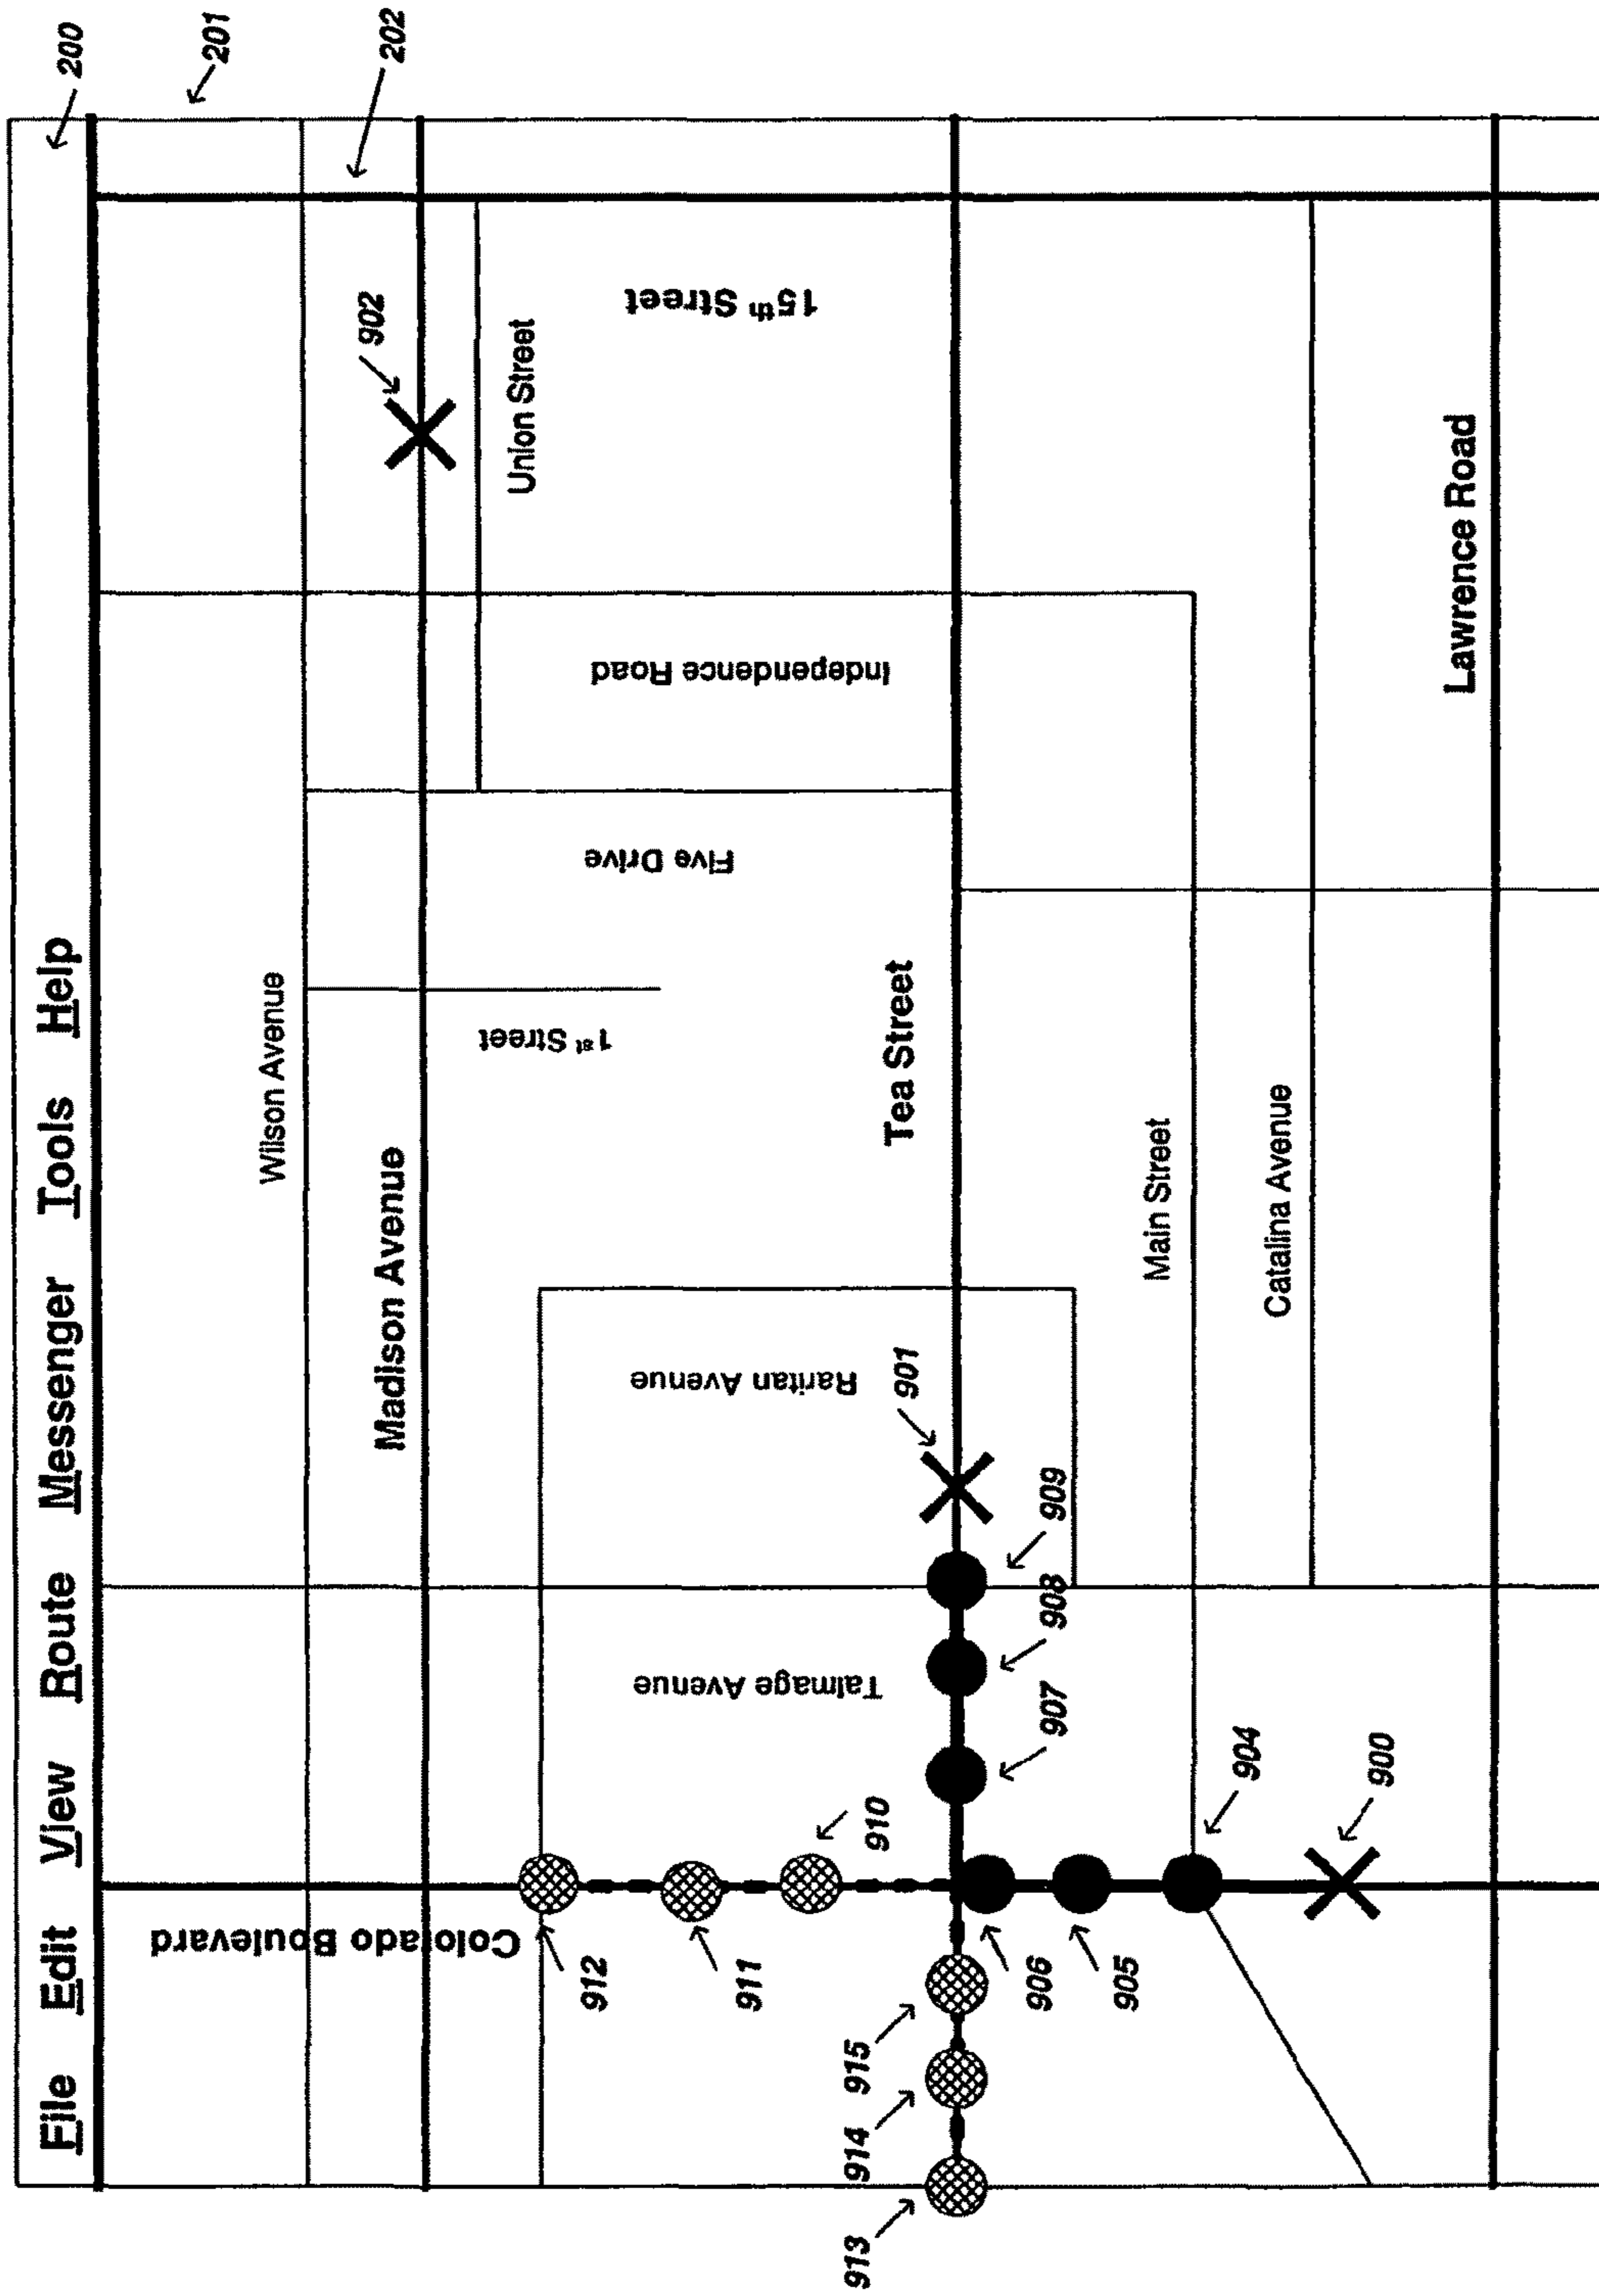 File Edit View Route Messenger Tools Help
200
201
202
Wilson Avenue
Madison Avenue
902
Union Street
Colorado Boulevard
1st Street
Five Drive
Independence Road
15th Street
912
911
910
Talmage Avenue
Raritan Avenue
Tea Street
901
913
914
915
906
905
907
908
909
904
900
Main Street
Catalina Avenue
Lawrence Road